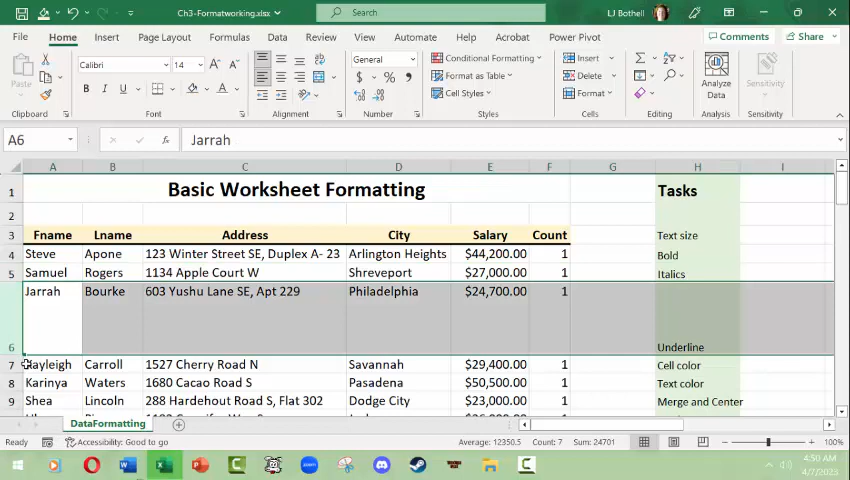 Ch3-Formatworking.xlsx
Search
LJ Bothell
File Home Insert Page Layout Formulas Data Review View Automate Help Acrobat Power Pivot Comments Share
Paste
Calibri 14
B I U
General
$ % 9
Conditional Formatting
Format as Table
Cell Styles
Insert
Delete
Format
Analyze Data
Sensitivity
Clipboard Font Alignment Number Styles Cells Editing Analysis Sensitivity
A6 fx Jarrah
A B C D E F G H I
1 Basic Worksheet Formatting Tasks
2
3 Fname Lname Address City Salary Count Text size
4 Steve Apone 123 Winter Street SE, Duplex A- 23 Arlington Heights $44,200.00 1 Bold
5 Samuel Rogers 1134 Apple Court W Shreveport $27,000.00 1 Italics
Jarrah Bourke 603 Yushu Lane SE, Apt 229 Philadelphia $24,700.00 1
6 Underline
7 Kayleigh Carroll 1527 Cherry Road N Savannah $29,400.00 1 Cell color
8 Karinya Waters 1680 Cacao Road S Pasadena $50,500.00 1 Text color
9 Shea Lincoln 288 Hardehout Road S, Flat 302 Dodge City $23,000.00 1 Merge and Center
DataFormatting
Ready Accessibility: Good to go Average: 12350.5 Count: 7 Sum: 24701 100%
4:50 AM
4/7/2023